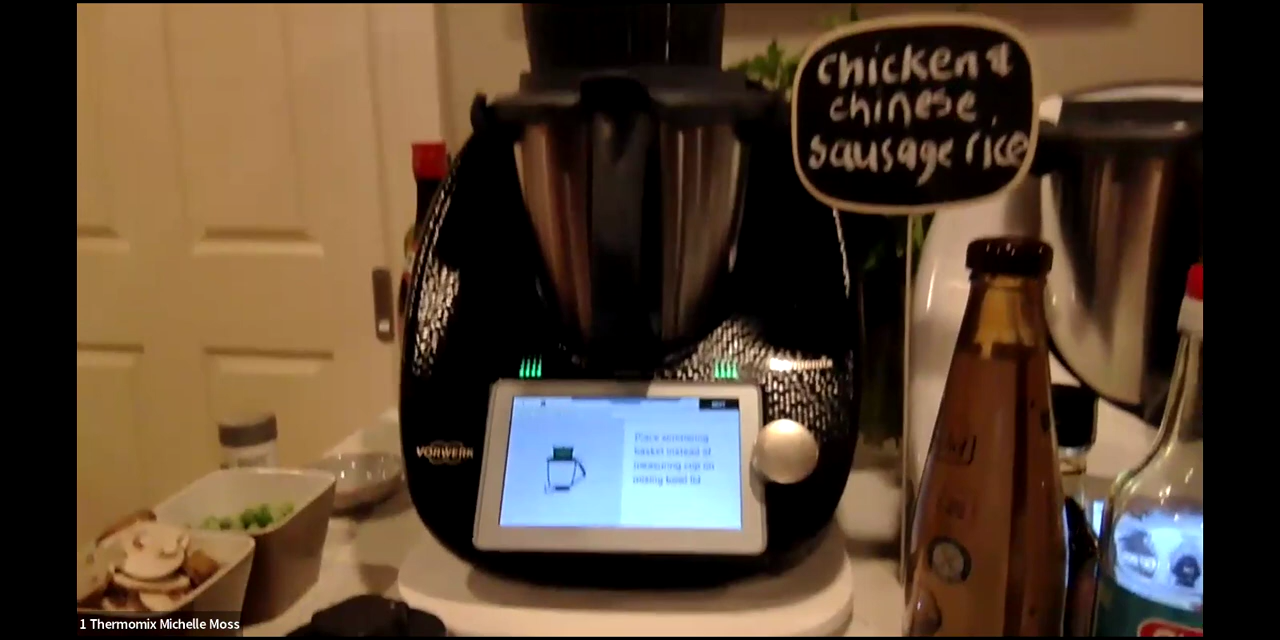 chicken &
chinese
sausage rice
VORWERK
Place simmering
basket instead of
measuring cup on
mixing bowl lid
1 Thermomix Michelle Moss